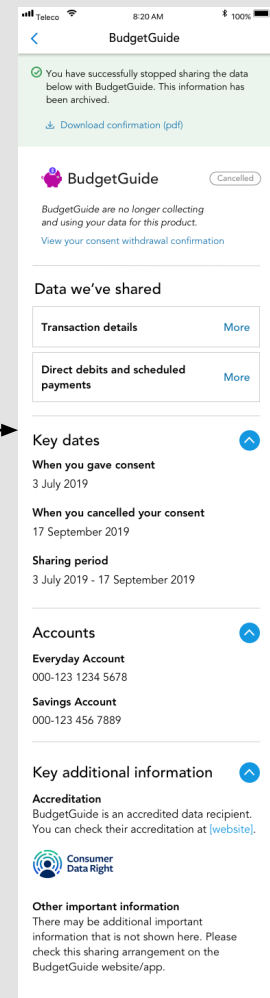 Teleco 8:20 AM 100%
BudgetGuide
You have successfully stopped sharing the data
below with BudgetGuide. This information has
been archived.
Download confirmation (pdf)
BudgetGuide Cancelled
BudgetGuide are no longer collecting
and using your data for this product.
View your consent withdrawal confirmation
Data we’ve shared
Transaction details More
Direct debits and scheduled
payments More
Key dates
When you gave consent
3 July 2019
When you cancelled your consent
17 September 2019
Sharing period
3 July 2019 - 17 September 2019
Accounts
Everyday Account
000-123 1234 5678
Savings Account
000-123 456 7889
Key additional information
Accreditation
BudgetGuide is an accredited data recipient.
You can check their accreditation at [website].
Consumer
Data Right
Other important information
There may be additional important
information that is not shown here. Please
check this sharing arrangement on the
BudgetGuide website/app.